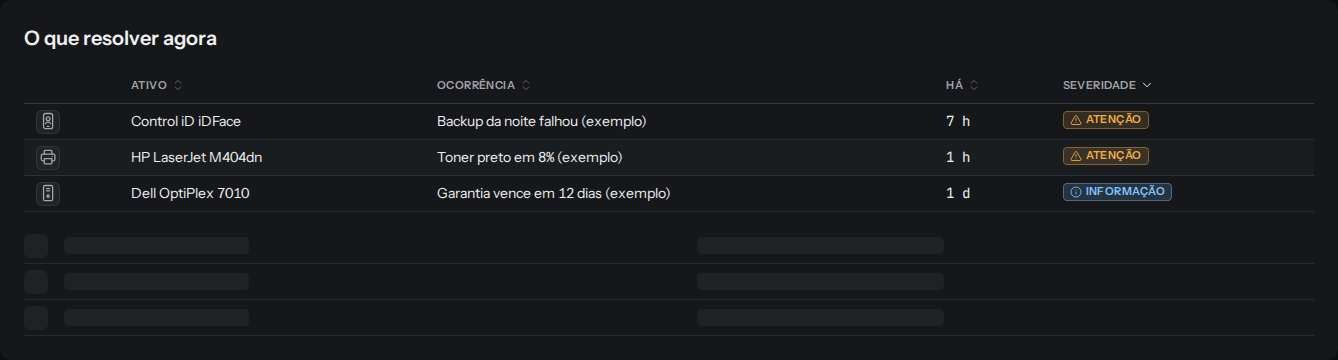 O que resolver agora
ATIVO OCORRÊNCIA HÁ SEVERIDADE
Control iD iDFace Backup da noite falhou (exemplo) 7 h ATENÇÃO
HP LaserJet M404dn Toner preto em 8% (exemplo) 1 h ATENÇÃO
Dell OptiPlex 7010 Garantia vence em 12 dias (exemplo) 1 d INFORMAÇÃO